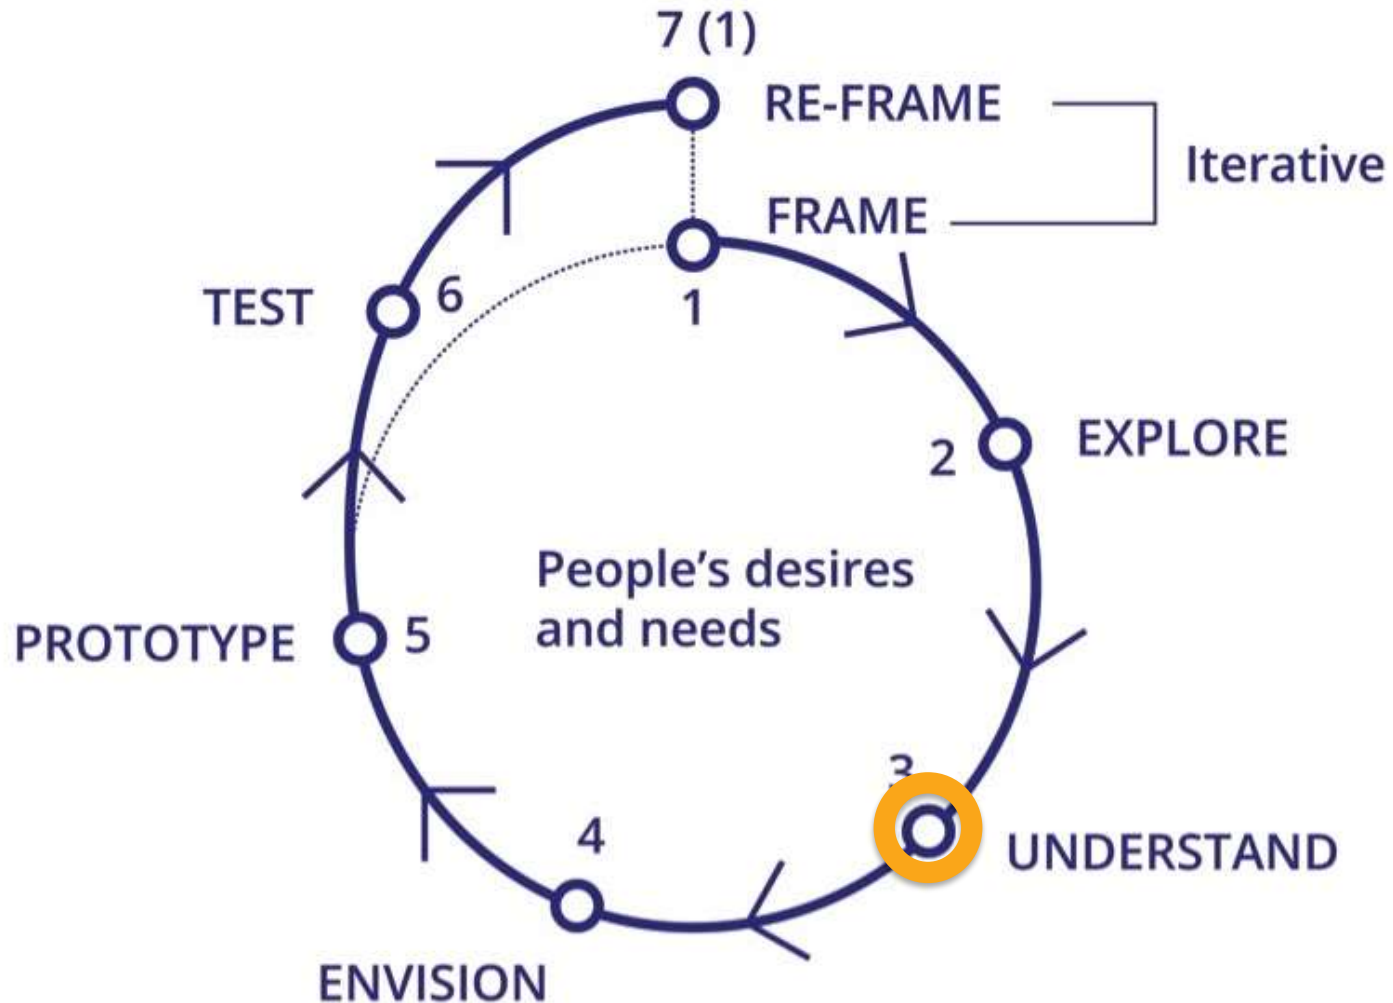 7 (1)
RE-FRAME
Iterative
FRAME
1
TEST
6
2
EXPLORE
People's desires
and needs
PROTOTYPE
5
3
UNDERSTAND
4
ENVISION